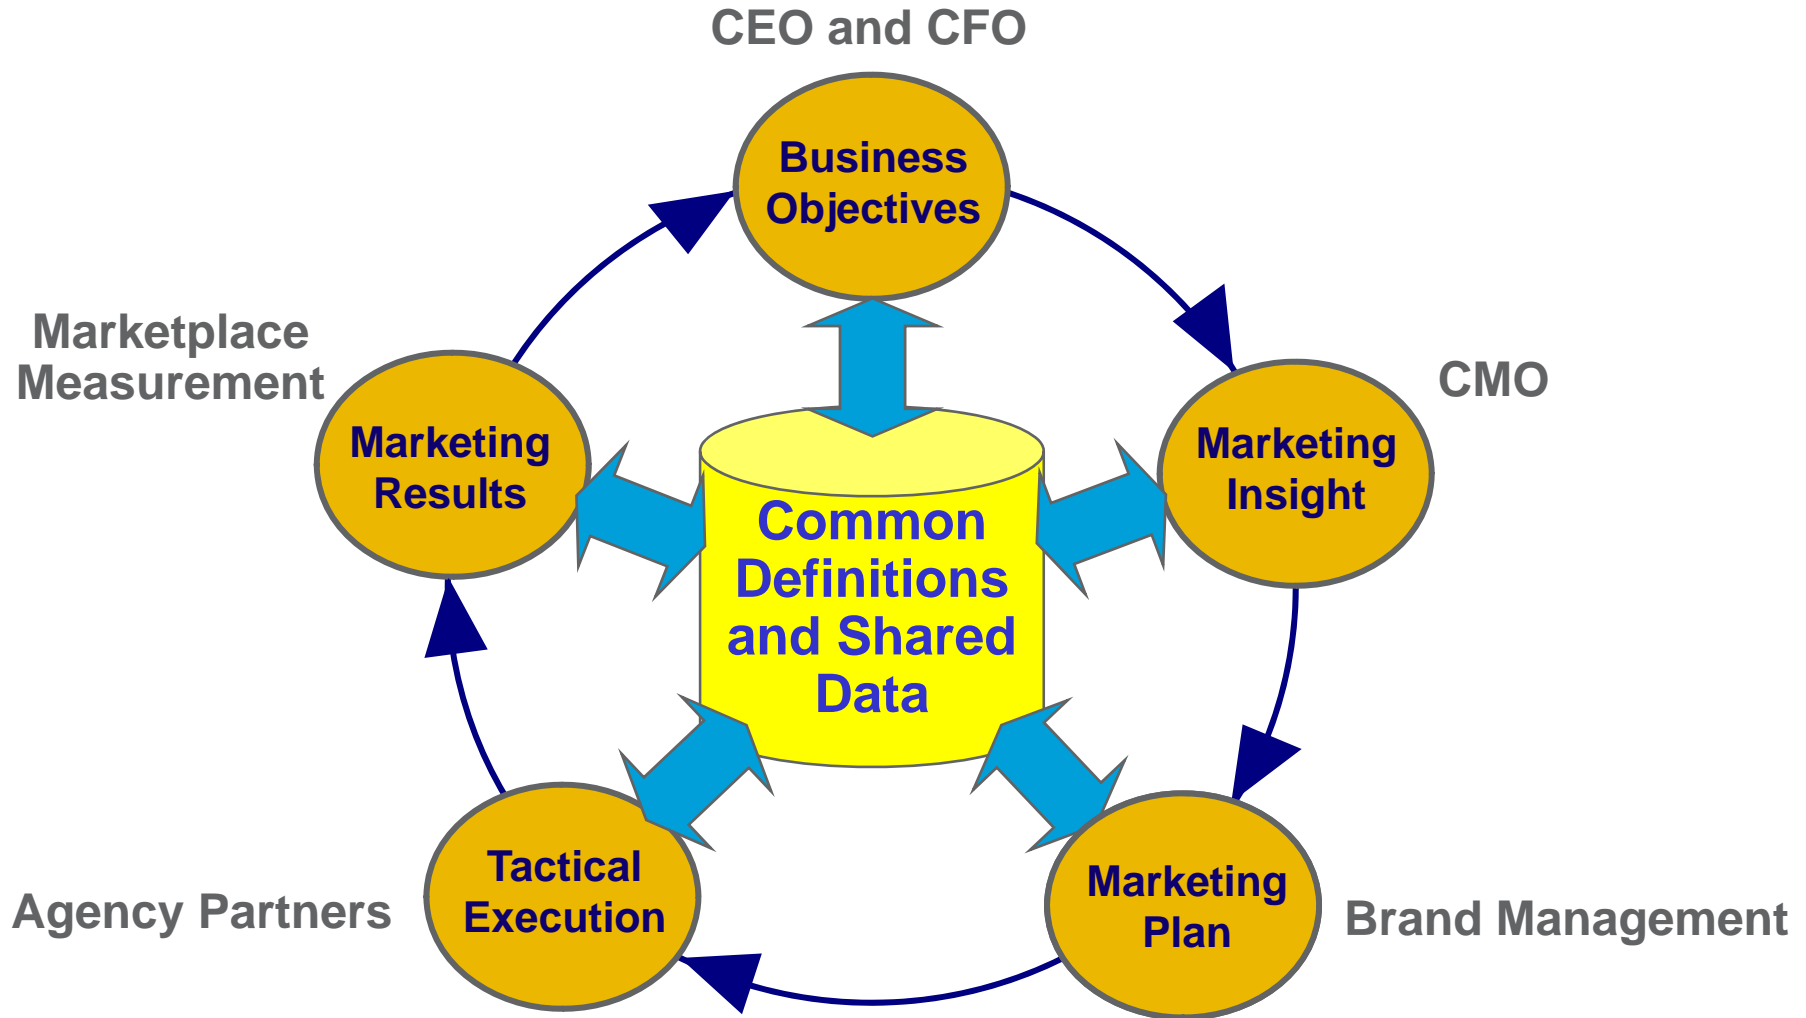 CEO and CFO
Business
Objectives
Marketplace
Measurement
CMO
Marketing
Results
Marketing
Insight
Common
Definitions
and Shared
Data
Tactical
Execution
Agency Partners
Marketing
Plan
Brand Management